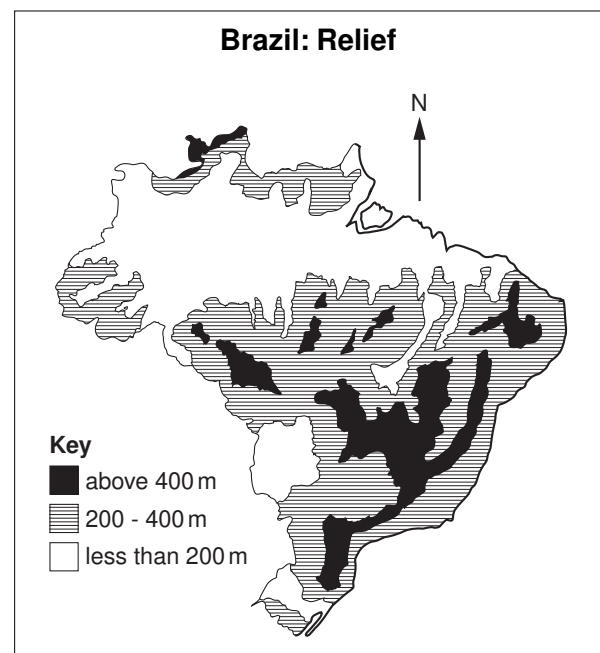 Brazil: Relief
N
Key
above 400 m
200 - 400 m
less than 200 m